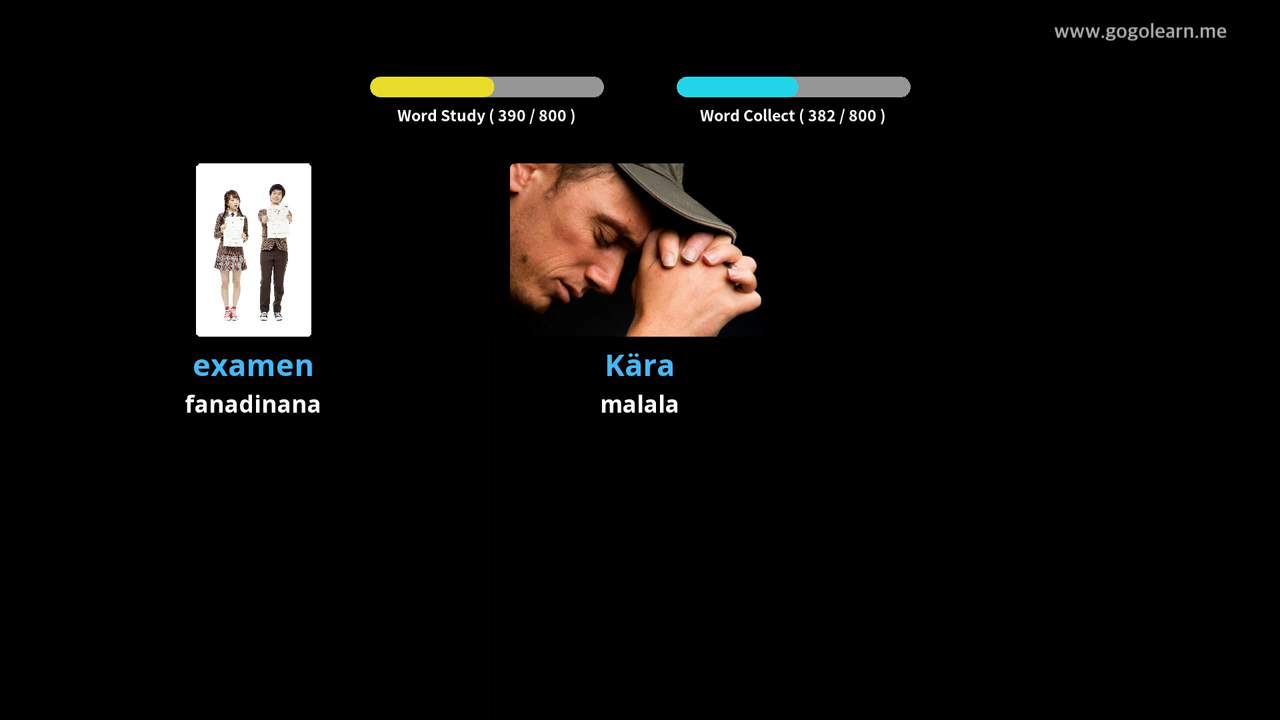 www.gogolearn.me
Word Study ( 390 / 800 )
Word Collect ( 382 / 800 )
examen
fanadinana
Kära
malala